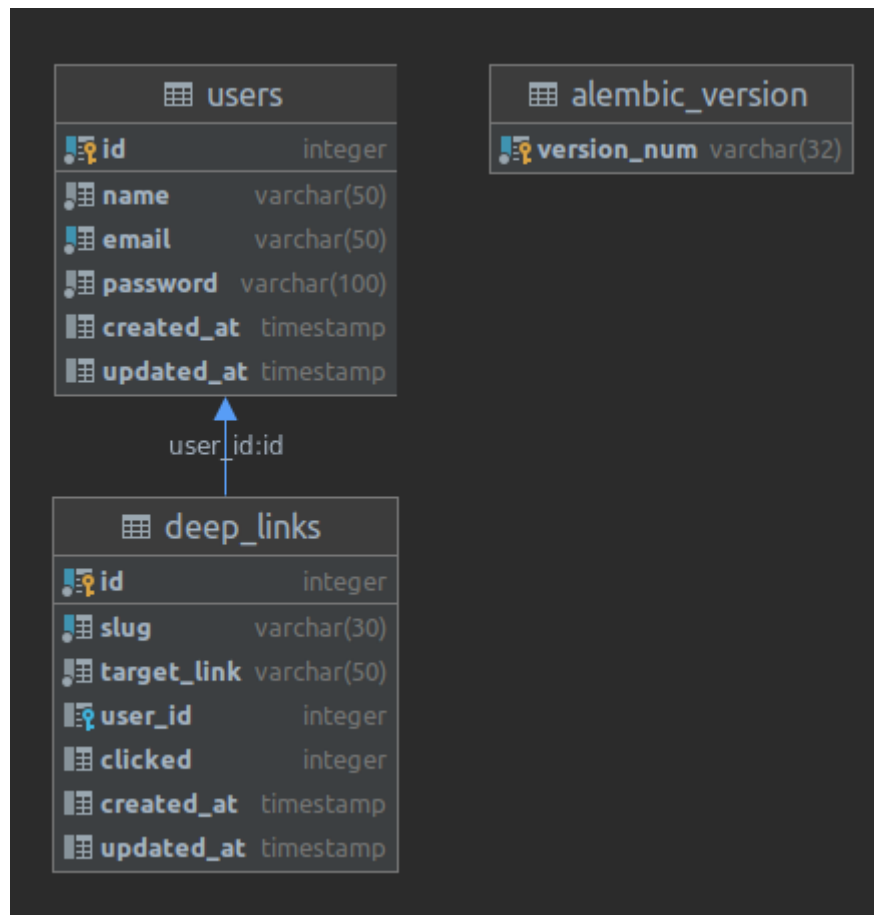 users
id integer
name varchar(50)
email varchar(50)
password varchar(100)
created_at timestamp
updated_at timestamp
alembic_version
version_num varchar(32)
user_id:id
deep_links
id integer
slug varchar(30)
target_link varchar(50)
user_id integer
clicked integer
created_at timestamp
updated_at timestamp